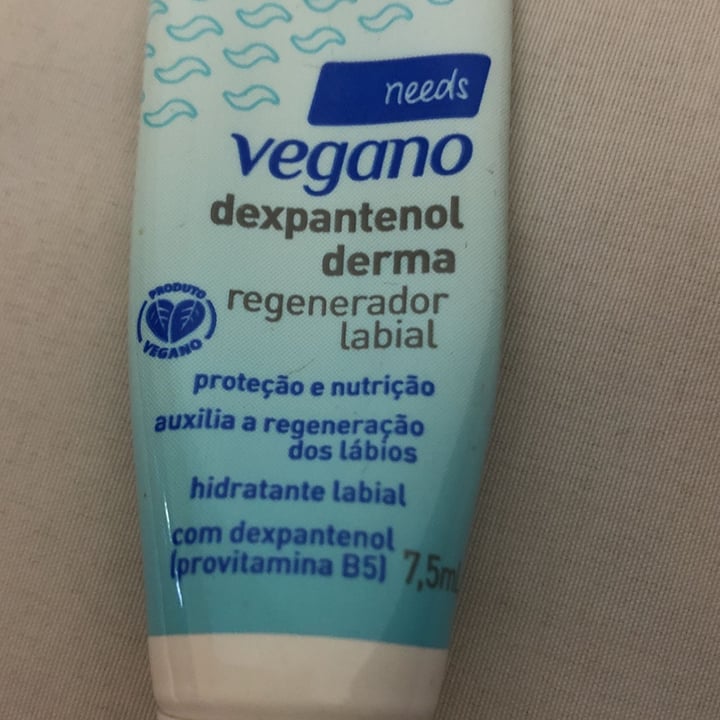 needs
vegano
dexpantenol
derma
regenerador
labial
PRODUTO
VEGANO
proteção e nutrição
auxilia a regeneração
dos lábios
hidratante labial
com dexpantenol
(provitamina B5) 7,5mL